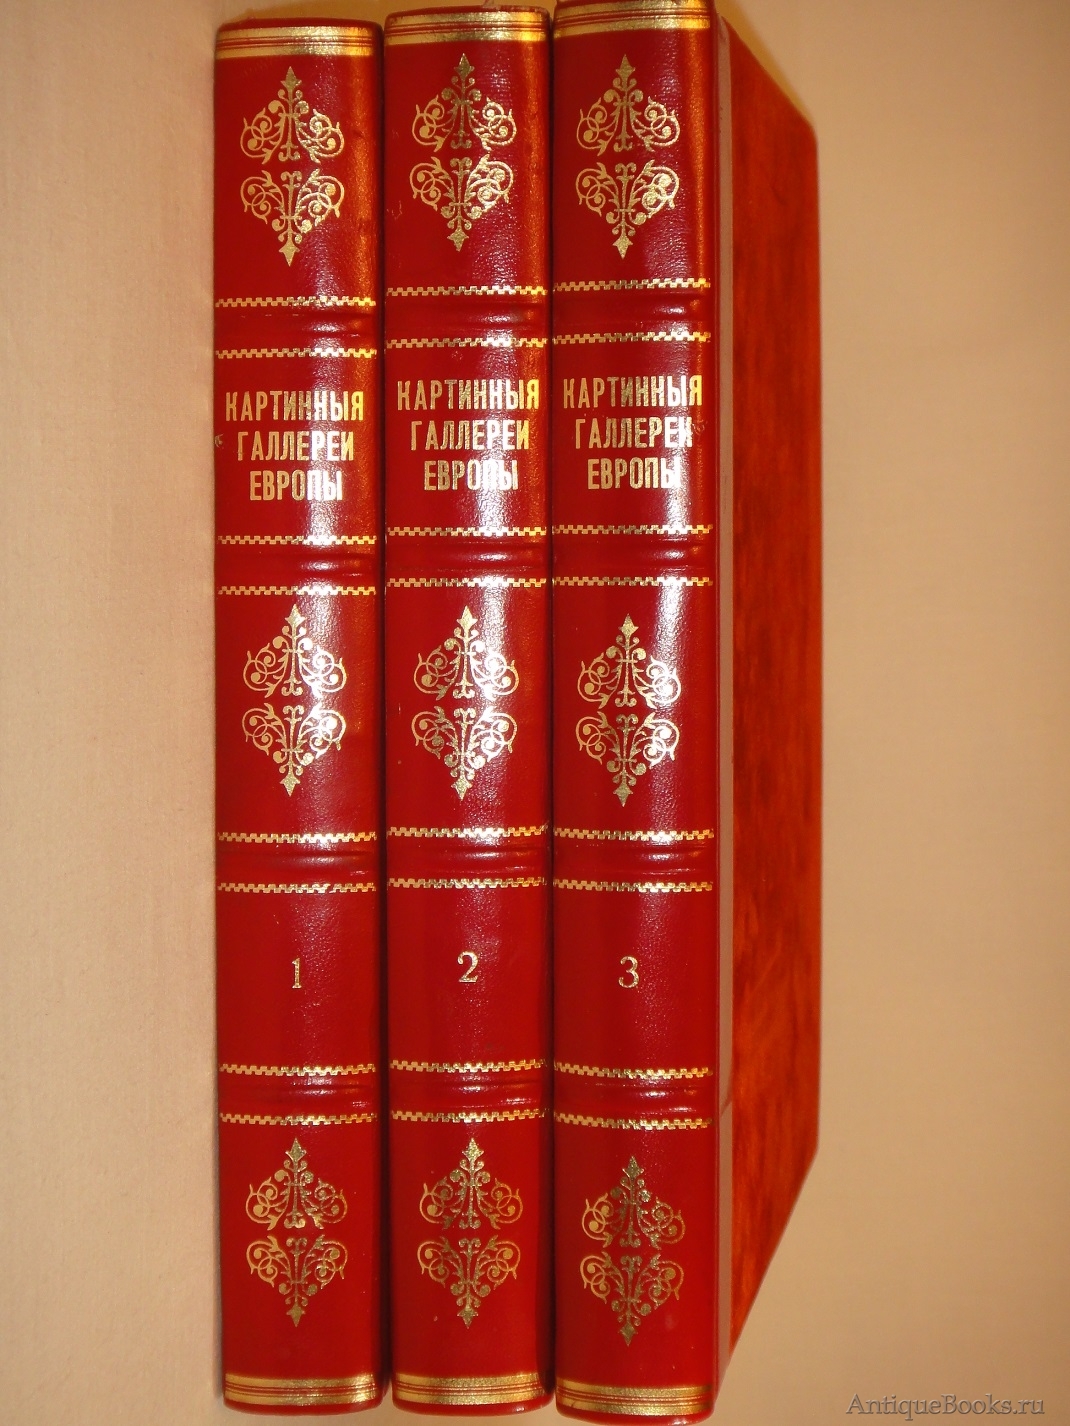 КАРТИННЫЯ
ГАЛЛЕРЕИ
ЕВРОПЫ
1
КАРТИННЫЯ
ГАЛЛЕРЕИ
ЕВРОПЫ
2
КАРТИННЫЯ
ГАЛЛЕРЕИ
ЕВРОПЫ
3
AntiqueBooks.ru